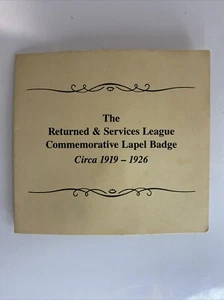 The
Returned & Services League
Commemorative Lapel Badge
Circa 1919 – 1926